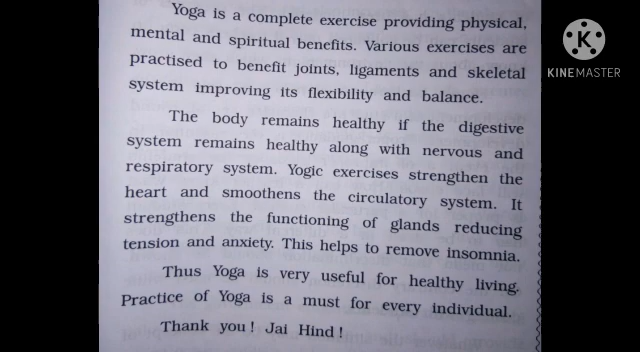 Yoga is a complete exercise providing physical,
mental and spiritual benefits. Various exercises are
practised to benefit joints, ligaments and skeletal
system improving its flexibility and balance.
The body remains healthy if the digestive
system remains healthy along with nervous and
respiratory system. Yogic exercises strengthen the
heart and smoothens the circulatory system. It
strengthens the functioning of glands reducing
tension and anxiety. This helps to remove insomnia.
Thus Yoga is very useful for healthy living.
Practice of Yoga is a must for every individual.
Thank you! Jai Hind!
K
KINEMASTER